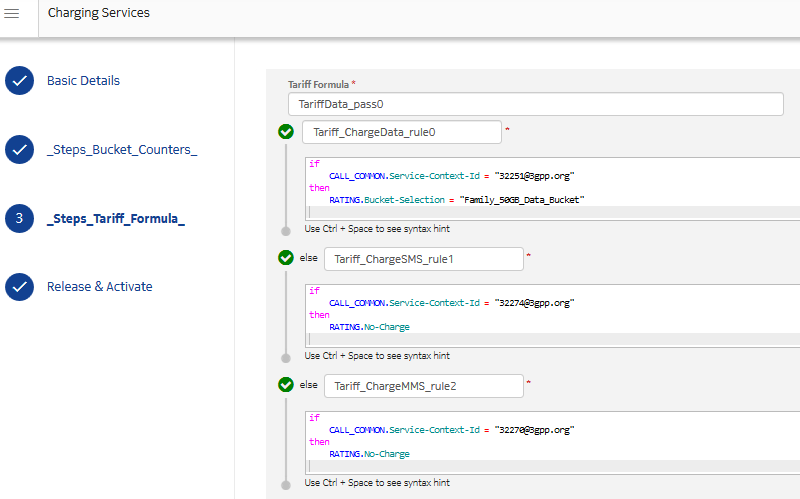 Charging Services
Basic Details
_Steps_Bucket_Counters_
3 _Steps_Tariff_Formula_
Release & Activate
Tariff Formula *
TariffData_pass0
Tariff_ChargeData_rule0 *
if
CALL_COMMON.Service-Context-Id = "32251@3gpp.org"
then
RATING.Bucket-Selection = "Family_50GB_Data_Bucket"
Use Ctrl + Space to see syntax hint
else Tariff_ChargeSMS_rule1 *
if
CALL_COMMON.Service-Context-Id = "32274@3gpp.org"
then
RATING.No-Charge
Use Ctrl + Space to see syntax hint
else Tariff_ChargeMMS_rule2 *
if
CALL_COMMON.Service-Context-Id = "32270@3gpp.org"
then
RATING.No-Charge
Use Ctrl + Space to see syntax hint